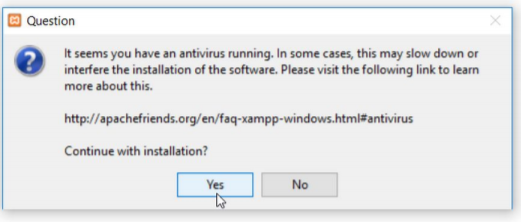 Question
It seems you have an antivirus running. In some cases, this may slow down or
interfere the installation of the software. Please visit the following link to learn
more about this.
http://apachefriends.org/en/faq-xampp-windows.html#antivirus
Continue with installation?
Yes No